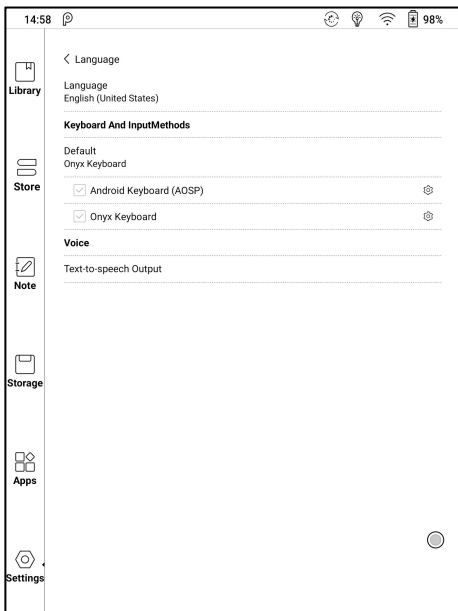 14:58
98%
Language
Library
Language
English (United States)
Keyboard And InputMethods
Default
Onyx Keyboard
Store
Android Keyboard (AOSP)
Onyx Keyboard
Voice
Text-to-speech Output
Note
Storage
Apps
Settings